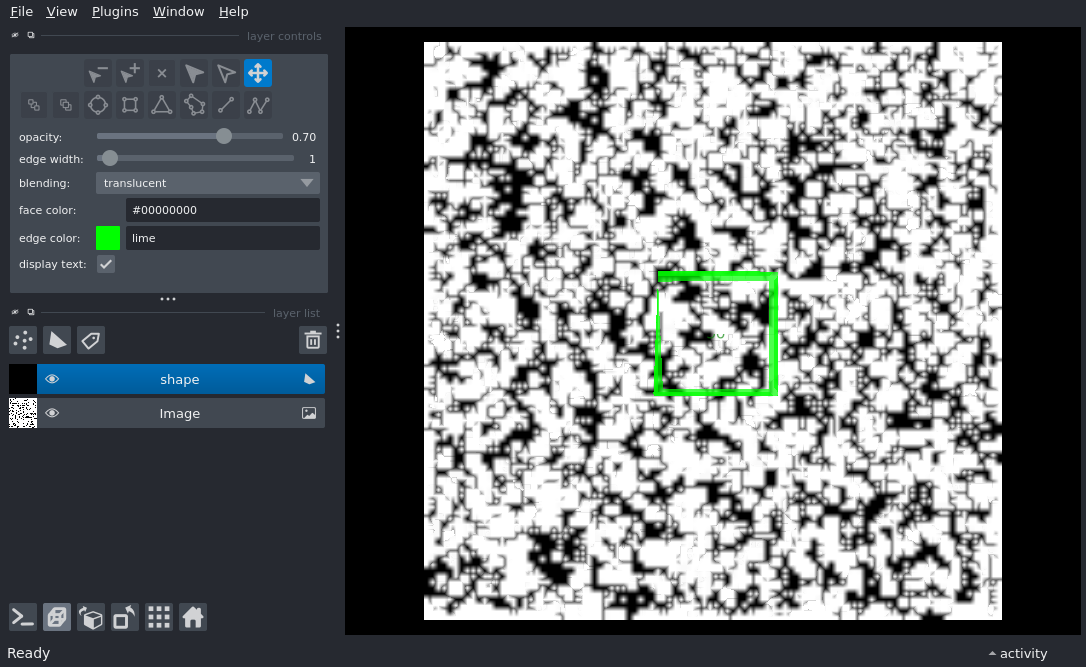 File View Plugins Window Help
layer controls
opacity: 0.70
edge width: 1
blending: translucent
face color: #00000000
edge color: lime
display text:
layer list
shape
Image
Ready activity